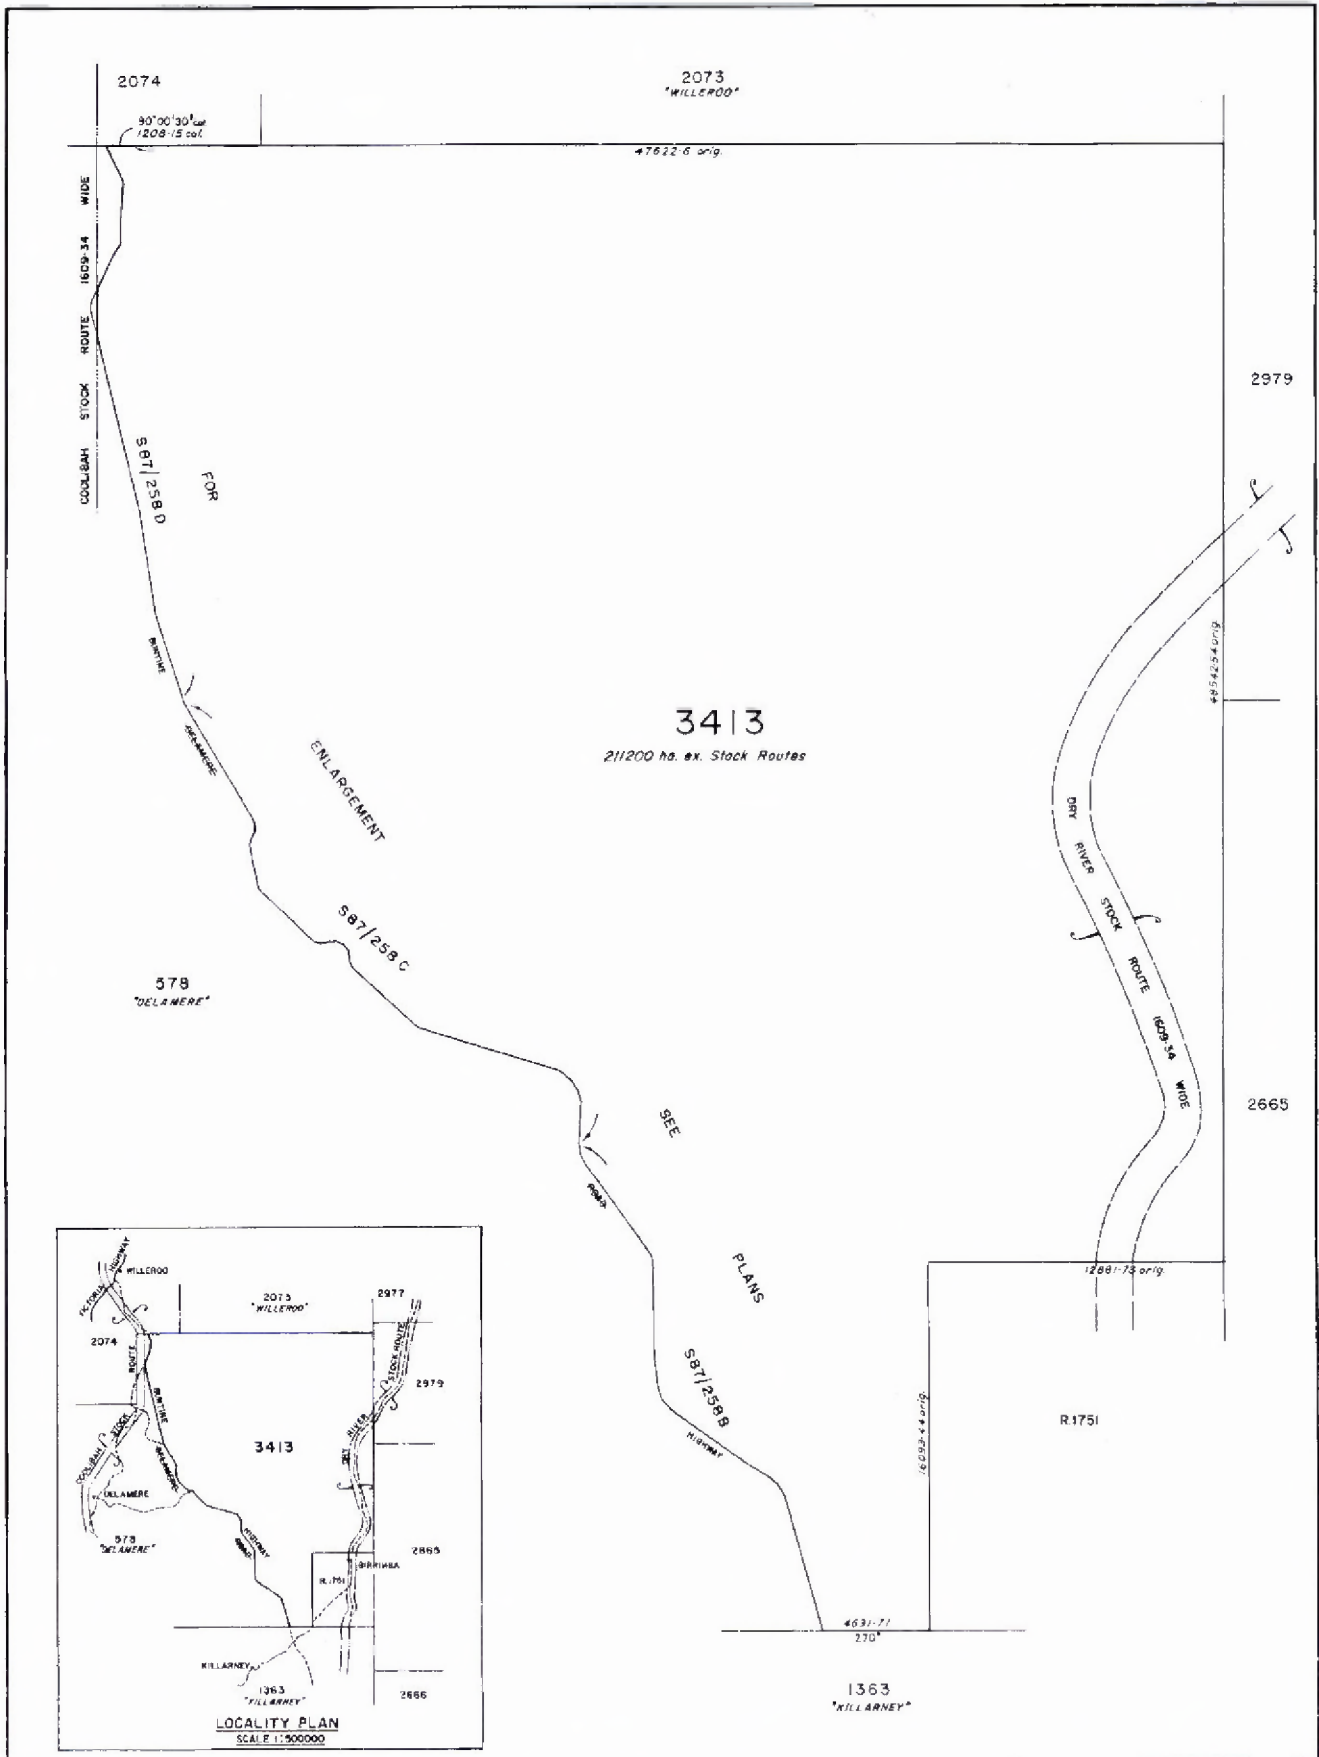 2074
2073
"WILLEROO"
90°00'30" cal.
1208·15 cal.
47622·6 orig.
COOLIBAH STOCK ROUTE 1609·34 WIDE
2979
S87/258D
FOR
BUNTINE
DELAMERE
ENLARGEMENT
3413
211200 ha. ex. Stock Routes
DRY RIVER STOCK ROUTE 1609·34 WIDE
S87/258C
578
"DELAMERE"
SEE
2665
ROAD
PLANS
12881·73 orig.
S87/258B
HIGHWAY
16093·44 orig.
R.1751
4631·71
270°
1363
"KILLARNEY"
VICTORIA HIGHWAY
WILLEROO
2073
"WILLEROO"
2977
2074
ROUTE
STOCK ROUTE
2979
BUNTINE
STOCK
COOLIBAH
DELAMERE
3413
DRY RIVER
DELAMERE
578
"DELAMERE"
HIGHWAY
ROAD
2665
BIRRIMBA
R.1751
KILLARNEY
1363
"KILLARNEY"
2666
LOCALITY PLAN
SCALE 1:500000